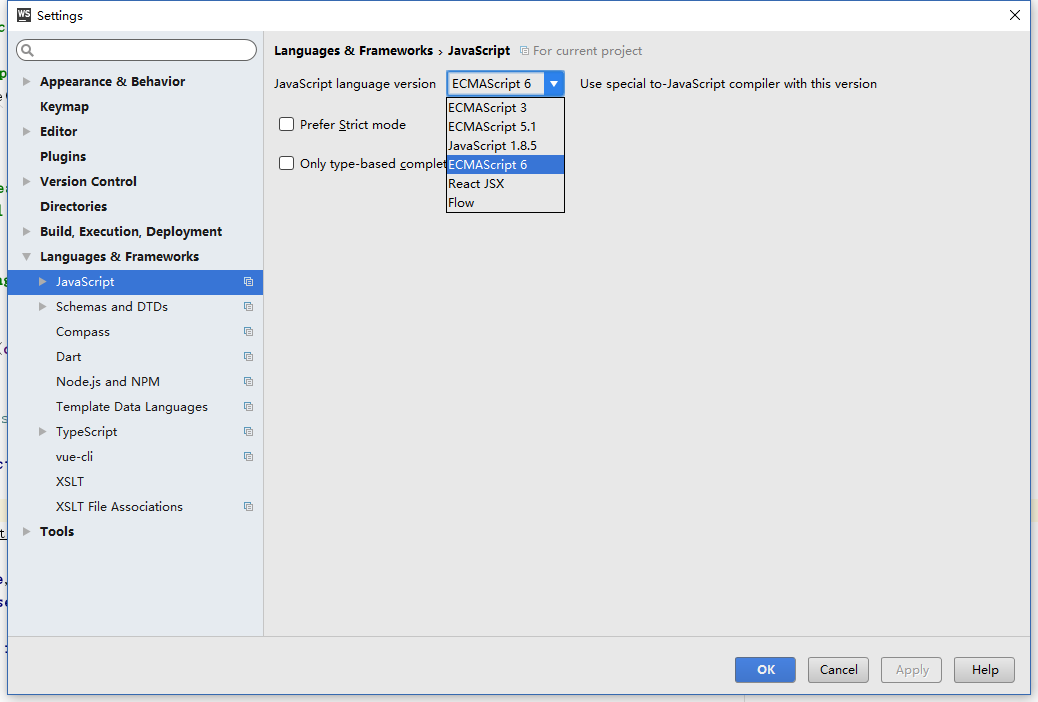 WS Settings
Languages & Frameworks › JavaScript For current project
JavaScript language version ECMAScript 6 Use special to-JavaScript compiler with this version
ECMAScript 3
ECMAScript 5.1
JavaScript 1.8.5
ECMAScript 6
React JSX
Flow
Prefer Strict mode
Only type-based complet
Appearance & Behavior
Keymap
Editor
Plugins
Version Control
Directories
Build, Execution, Deployment
Languages & Frameworks
JavaScript
Schemas and DTDs
Compass
Dart
Node.js and NPM
Template Data Languages
TypeScript
vue-cli
XSLT
XSLT File Associations
Tools
OK Cancel Apply Help